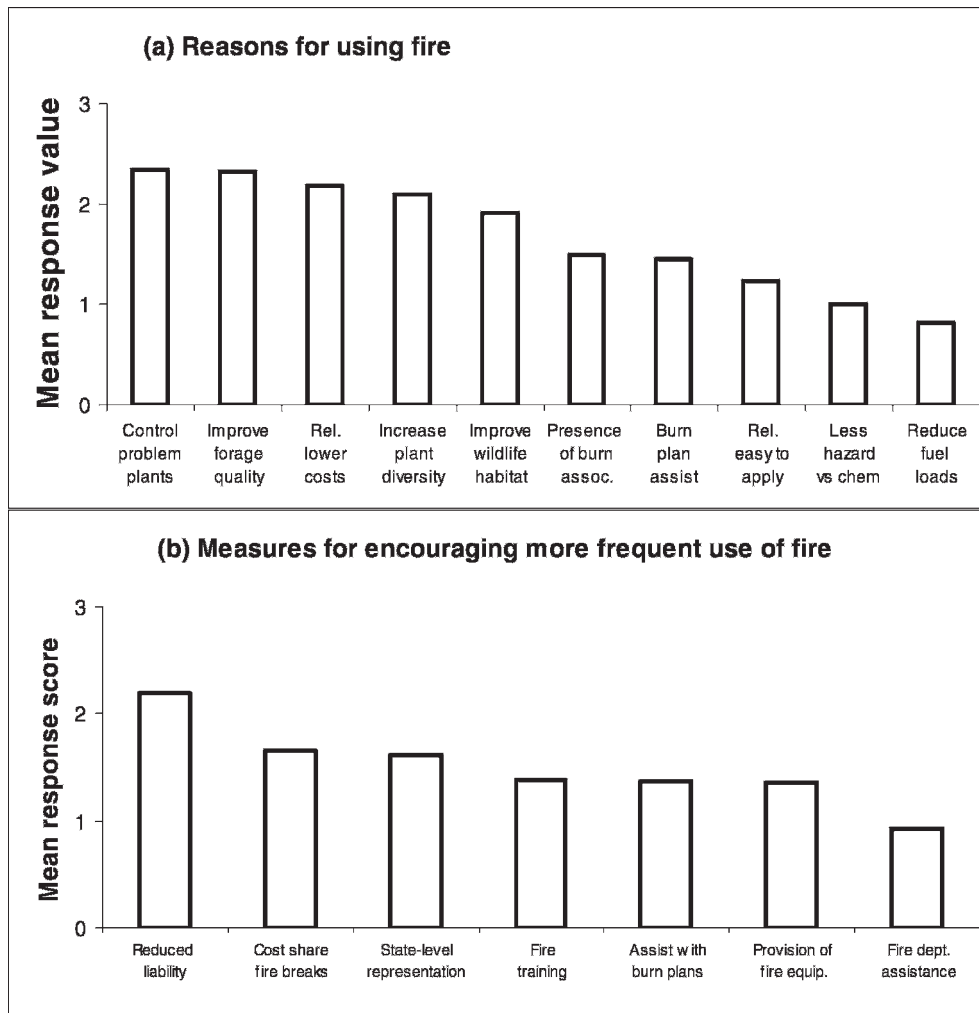 (a) Reasons for using fire
Mean response value
3
2
1
0
Control problem plants
Improve forage quality
Rel. lower costs
Increase plant diversity
Improve wildlife habitat
Presence of burn assoc.
Burn plan assist
Rel. easy to apply
Less hazard vs chem
Reduce fuel loads
(b) Measures for encouraging more frequent use of fire
Mean response score
3
2
1
0
Reduced liability
Cost share fire breaks
State-level representation
Fire training
Assist with burn plans
Provision of fire equip.
Fire dept. assistance